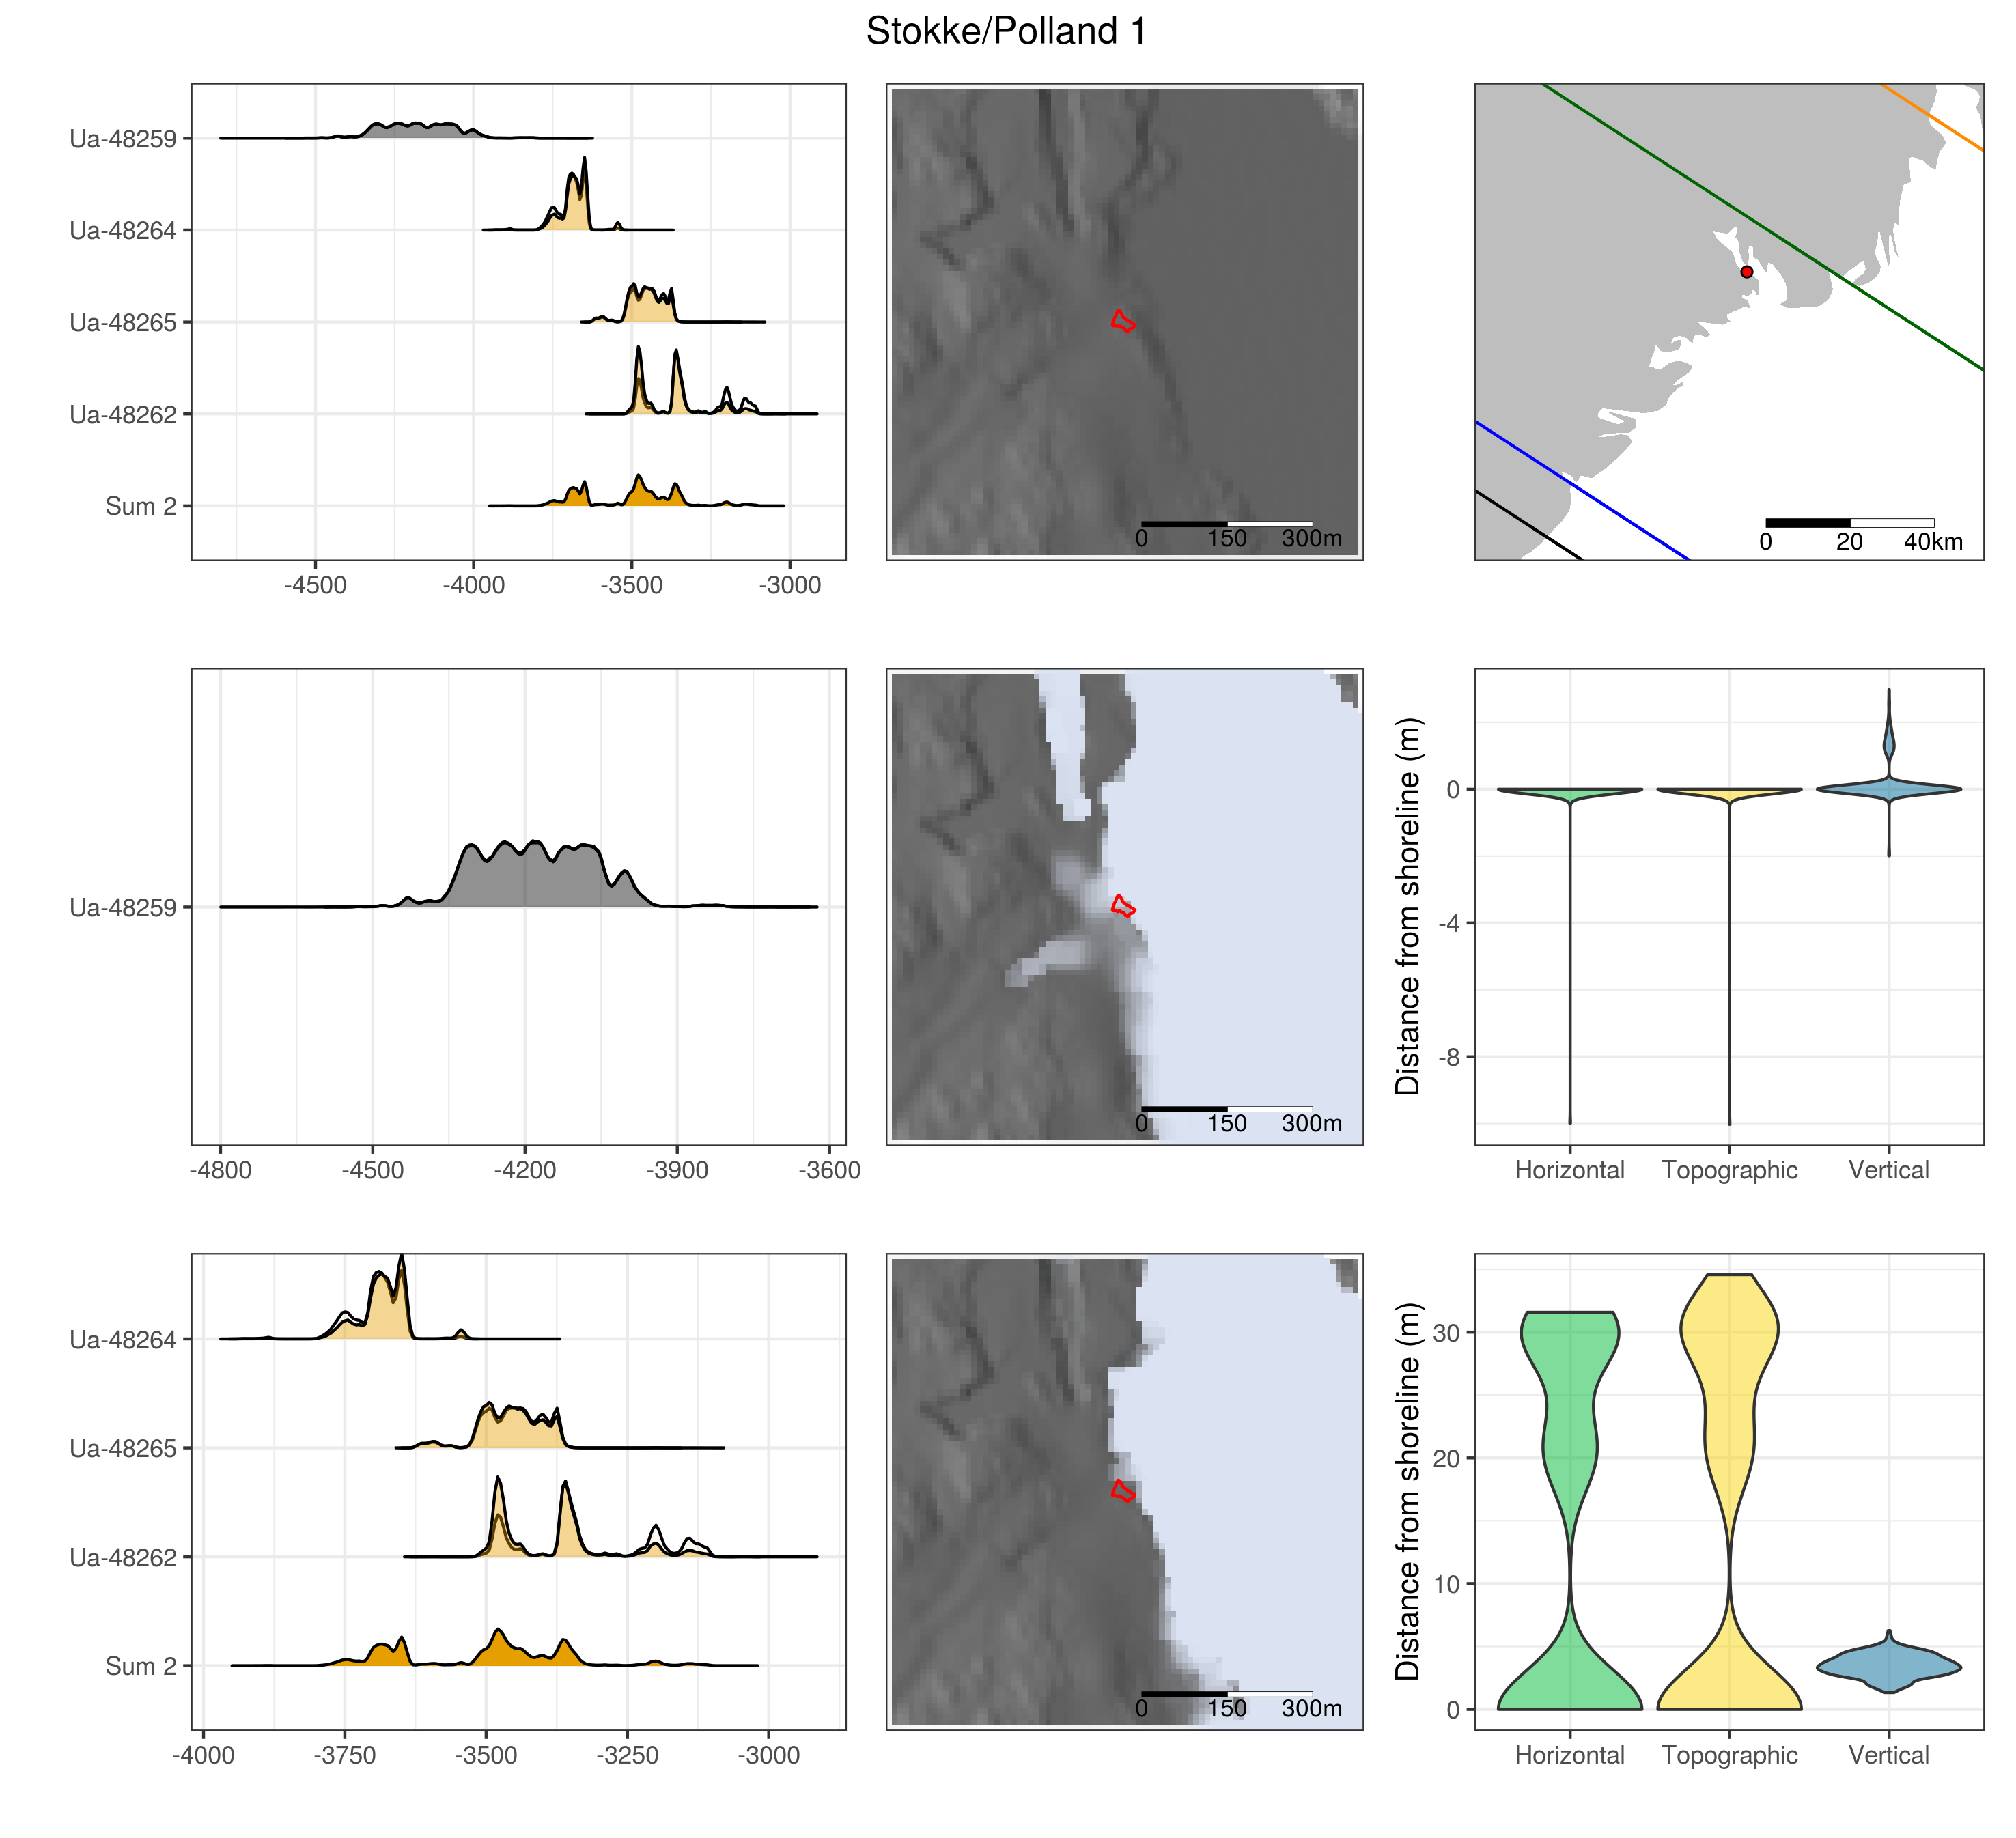 Stokke/Polland 1
Ua-48259
Ua-48264
Ua-48265
Ua-48262
Sum 2
-4500 -4000 -3500 -3000
0 150 300m
0 20 40km
Ua-48259
-4800 -4500 -4200 -3900 -3600
0 150 300m
Distance from shoreline (m)
0
-4
-8
Horizontal Topographic Vertical
Ua-48264
Ua-48265
Ua-48262
Sum 2
-4000 -3750 -3500 -3250 -3000
0 150 300m
Distance from shoreline (m)
30
20
10
0
Horizontal Topographic Vertical